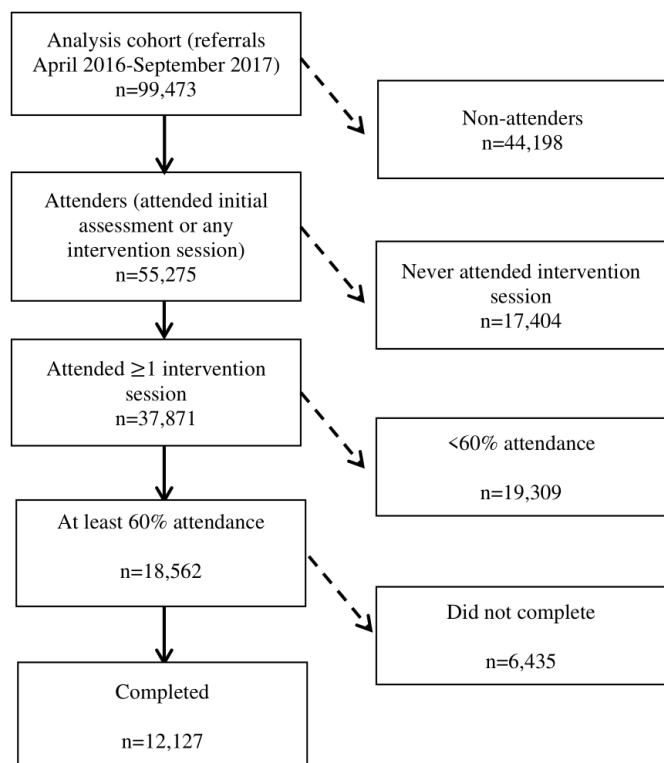 Analysis cohort (referrals
April 2016-September 2017)
n=99,473
Non-attenders
n=44,198
Attenders (attended initial
assessment or any
intervention session)
n=55,275
Never attended intervention
session
n=17,404
Attended ≥1 intervention
session
n=37,871
<60% attendance
n=19,309
At least 60% attendance
n=18,562
Did not complete
n=6,435
Completed
n=12,127